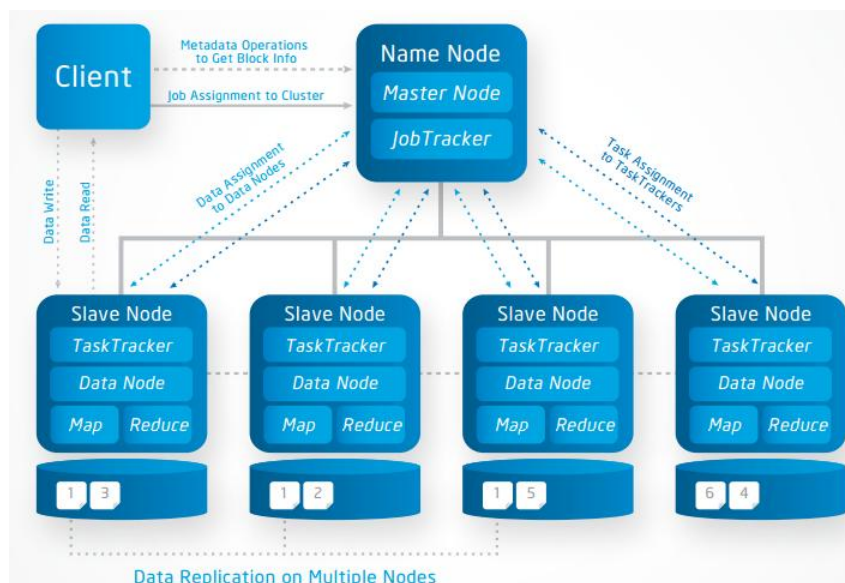 Client
Metadata Operations
to Get Block Info
Job Assignment to Cluster
Name Node
Master Node
JobTracker
Data Write
Data Read
Data Assignment
to Data Nodes
Task Assignment
to TaskTrackers
Slave Node
TaskTracker
Data Node
Map Reduce
1 3
Slave Node
TaskTracker
Data Node
Map Reduce
1 2
Slave Node
TaskTracker
Data Node
Map Reduce
1 5
Slave Node
TaskTracker
Data Node
Map Reduce
6 4
Data Replication on Multiple Nodes